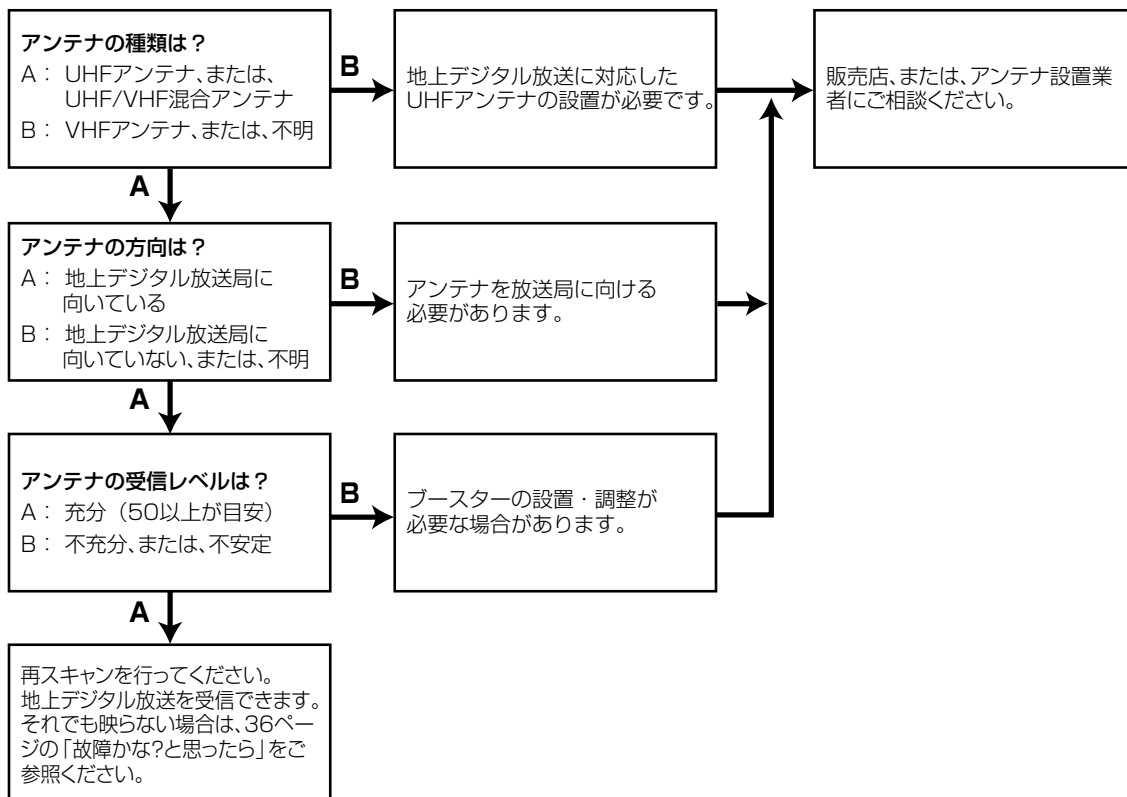 アンテナの種類は?
A: UHFアンテナ、または、
UHF/VHF混合アンテナ
B: VHFアンテナ、または、不明
B
地上デジタル放送に対応した
UHFアンテナの設置が必要です。
販売店、または、アンテナ設置業
者にご相談ください。
A
アンテナの方向は?
A: 地上デジタル放送局に
向いている
B: 地上デジタル放送局に
向いていない、または、不明
B
アンテナを放送局に向ける
必要があります。
A
アンテナの受信レベルは?
A: 充分(50以上が目安)
B: 不充分、または、不安定
B
ブースターの設置・調整が
必要な場合があります。
A
再スキャンを行ってください。
地上デジタル放送を受信できます。
それでも映らない場合は、36ペー
ジの「故障かな?と思ったら」をご
参照ください。